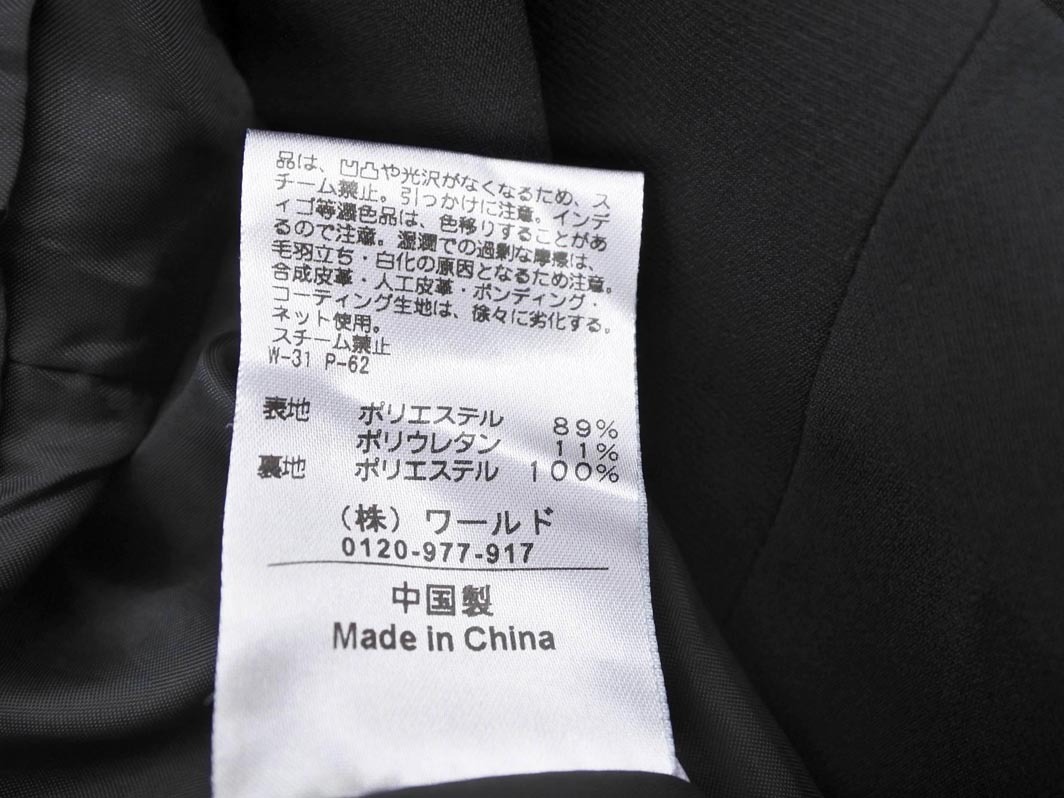 品は、凹凸や光沢がなくなるため、ス
チーム禁止。引っかけに注意。インデ
ィゴ等濃色品は、色移りすることがあ
るので注意。湿潤での過剰な摩擦は、
毛羽立ち・白化の原因となるため注意。
合成皮革・人工皮革・ボンディング・
コーティング生地は、徐々に劣化する。
ネット使用。
スチーム禁止
W-31 P-62
表地 ポリエステル 89%
ポリウレタン 11%
裏地 ポリエステル 100%
（株）ワールド
0120-977-917
中国製
Made in China